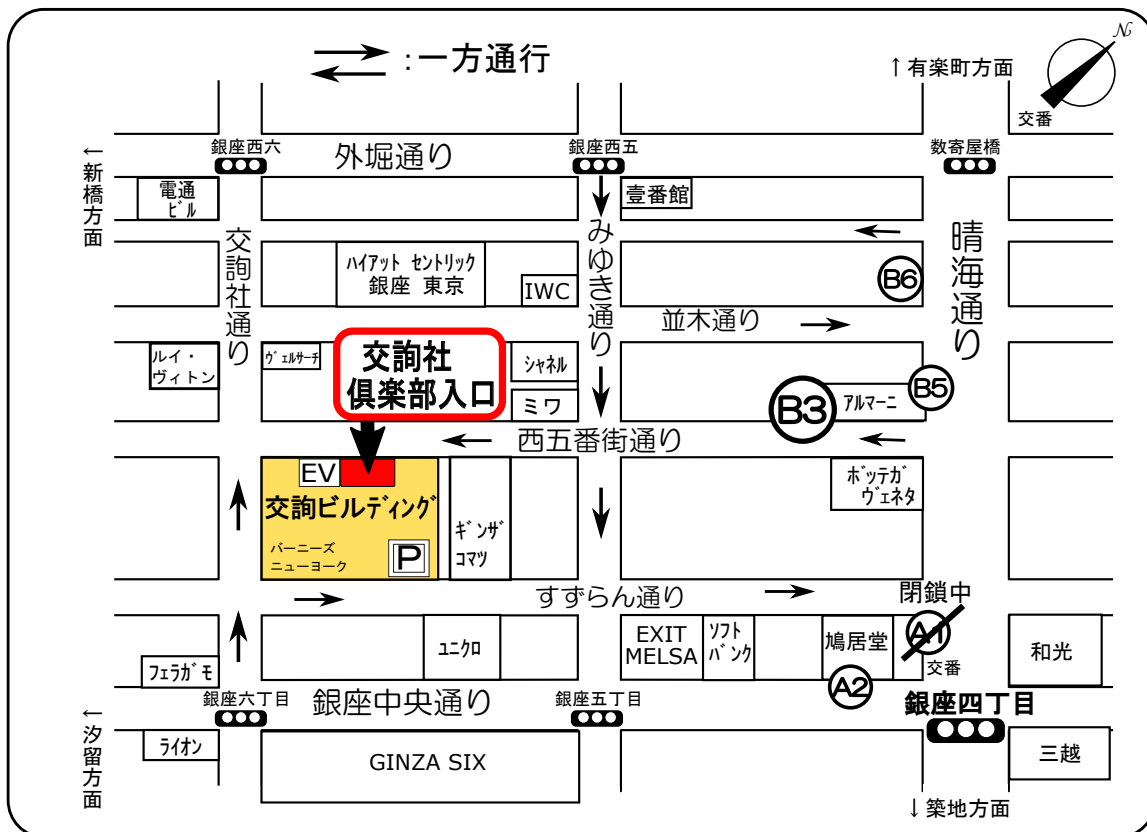 :一方通行
↑有楽町方面
N
交番
銀座西六
外堀通り
銀座西五
数寄屋橋
←新橋方面
電通
ビル
壹番館
交詢社通り
ハイアット セントリック
銀座 東京
IWC
みゆき通り
B6
晴海通り
並木通り
ルイ・
ヴィトン
ヴェルサーチ
交詢社
倶楽部入口
シャネル
ミワ
B3
アルマーニ
B5
西五番街通り
EV
交詢ビルディング
バーニーズ
ニューヨーク
P
ギンザ
コマツ
ボッテガ
ヴェネタ
すずらん通り
閉鎖中
A1
交番
フェラガモ
ユニクロ
EXIT
MELSA
ソフト
バンク
鳩居堂
A2
和光
銀座六丁目
銀座中央通り
銀座五丁目
銀座四丁目
←汐留方面
ライオン
GINZA SIX
三越
↓築地方面